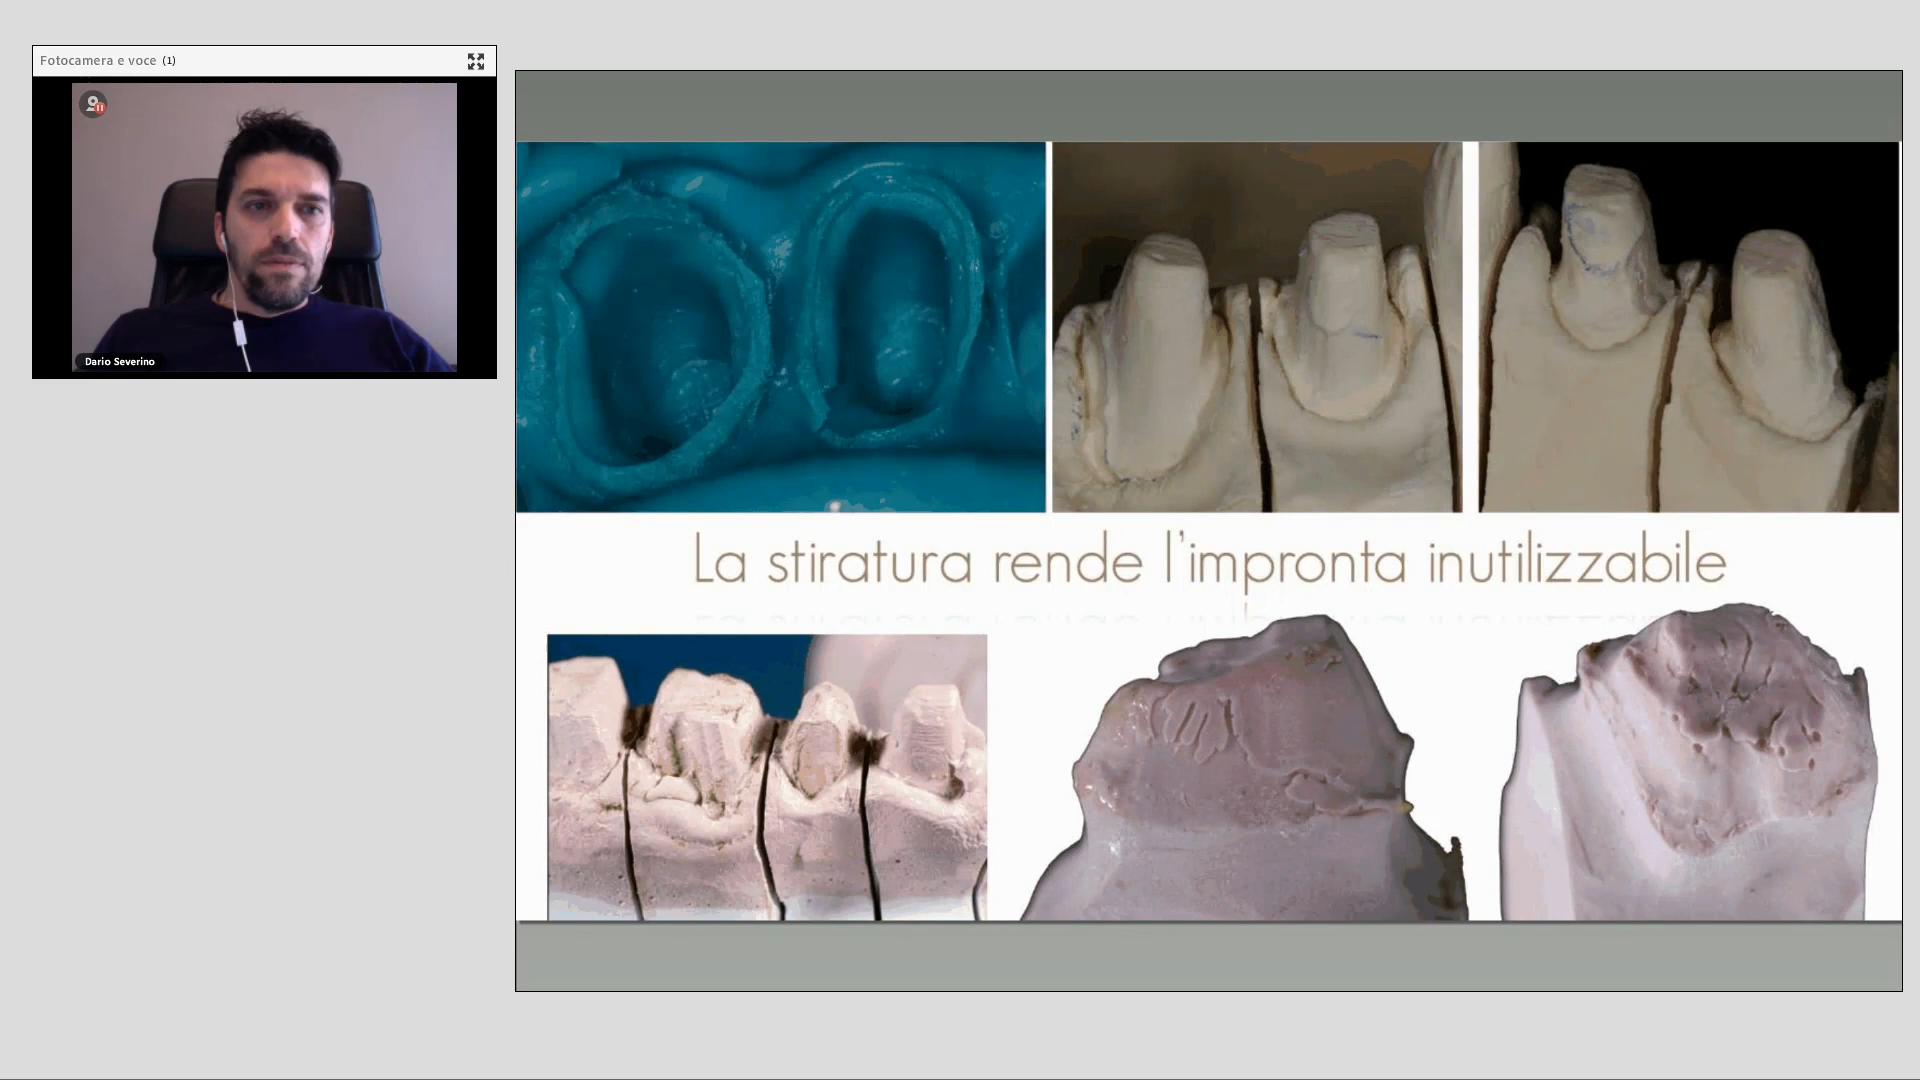 Fotocamera e voce (1)
Dario Severino
La stiratura rende l'impronta inutilizzabile